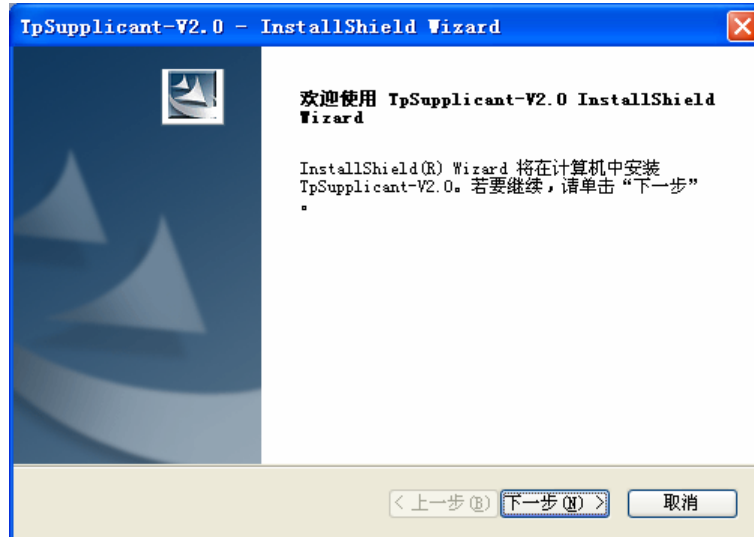 TpSupplicant-V2.0 - InstallShield Wizard
欢迎使用 TpSupplicant-V2.0 InstallShield
Wizard
InstallShield(R) Wizard 将在计算机中安装
TpSupplicant-V2.0。若要继续，请单击“下一步”
。
< 上一步(B)
下一步(N) >
取消